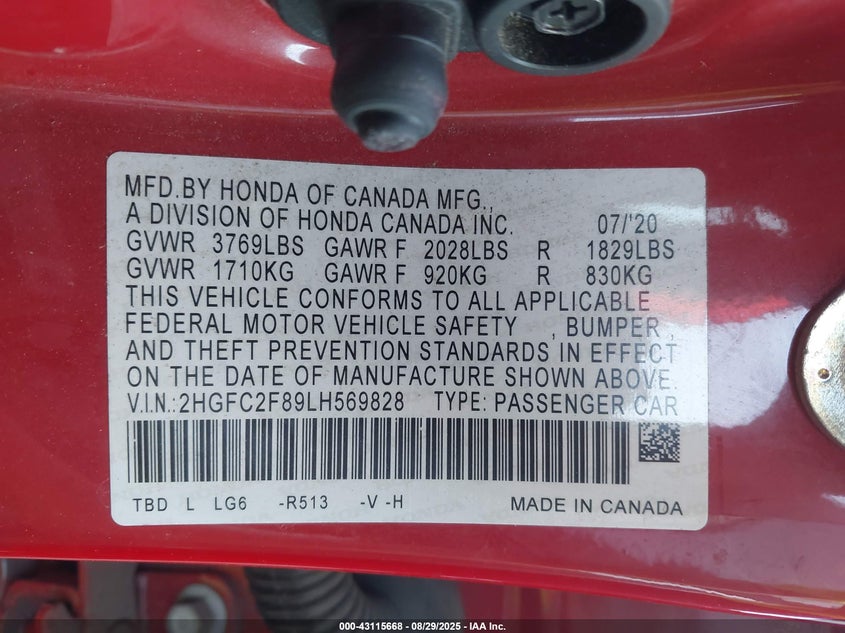 MFD.BY HONDA OF CANADA MFG.,
A DIVISION OF HONDA CANADA INC. 07/'20
GVWR 3769LBS GAWR F 2028LBS R 1829LBS
GVWR 1710KG GAWR F 920KG R 830KG
THIS VEHICLE CONFORMS TO ALL APPLICABLE
FEDERAL MOTOR VEHICLE SAFETY , BUMPER ,
AND THEFT PREVENTION STANDARDS IN EFFECT
ON THE DATE OF MANUFACTURE SHOWN ABOVE.
V.I.N.:2HGFC2F89LH569828 TYPE: PASSENGER CAR
TBD L LG6 -R513 -V -H MADE IN CANADA
000-43115668 - 08/29/2025 - IAA Inc.